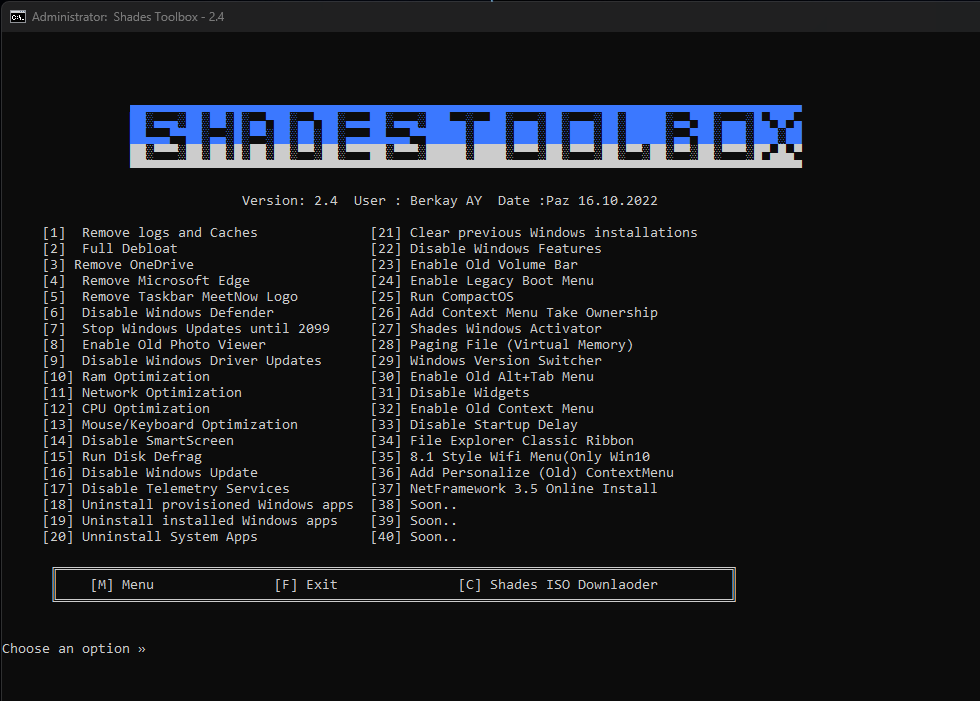 Administrator: Shades Toolbox - 2.4
SHADES TOOLBOX
Version: 2.4 User : Berkay AY Date :Paz 16.10.2022
[1] Remove logs and Caches
[2] Full Debloat
[3] Remove OneDrive
[4] Remove Microsoft Edge
[5] Remove Taskbar MeetNow Logo
[6] Disable Windows Defender
[7] Stop Windows Updates until 2099
[8] Enable Old Photo Viewer
[9] Disable Windows Driver Updates
[10] Ram Optimization
[11] Network Optimization
[12] CPU Optimization
[13] Mouse/Keyboard Optimization
[14] Disable SmartScreen
[15] Run Disk Defrag
[16] Disable Windows Update
[17] Disable Telemetry Services
[18] Uninstall provisioned Windows apps
[19] Uninstall installed Windows apps
[20] Unninstall System Apps
[21] Clear previous Windows installations
[22] Disable Windows Features
[23] Enable Old Volume Bar
[24] Enable Legacy Boot Menu
[25] Run CompactOS
[26] Add Context Menu Take Ownership
[27] Shades Windows Activator
[28] Paging File (Virtual Memory)
[29] Windows Version Switcher
[30] Enable Old Alt+Tab Menu
[31] Disable Widgets
[32] Enable Old Context Menu
[33] Disable Startup Delay
[34] File Explorer Classic Ribbon
[35] 8.1 Style Wifi Menu(Only Win10
[36] Add Personalize (Old) ContextMenu
[37] NetFramework 3.5 Online Install
[38] Soon..
[39] Soon..
[40] Soon..
[M] Menu [F] Exit [C] Shades ISO Downlaoder
Choose an option »